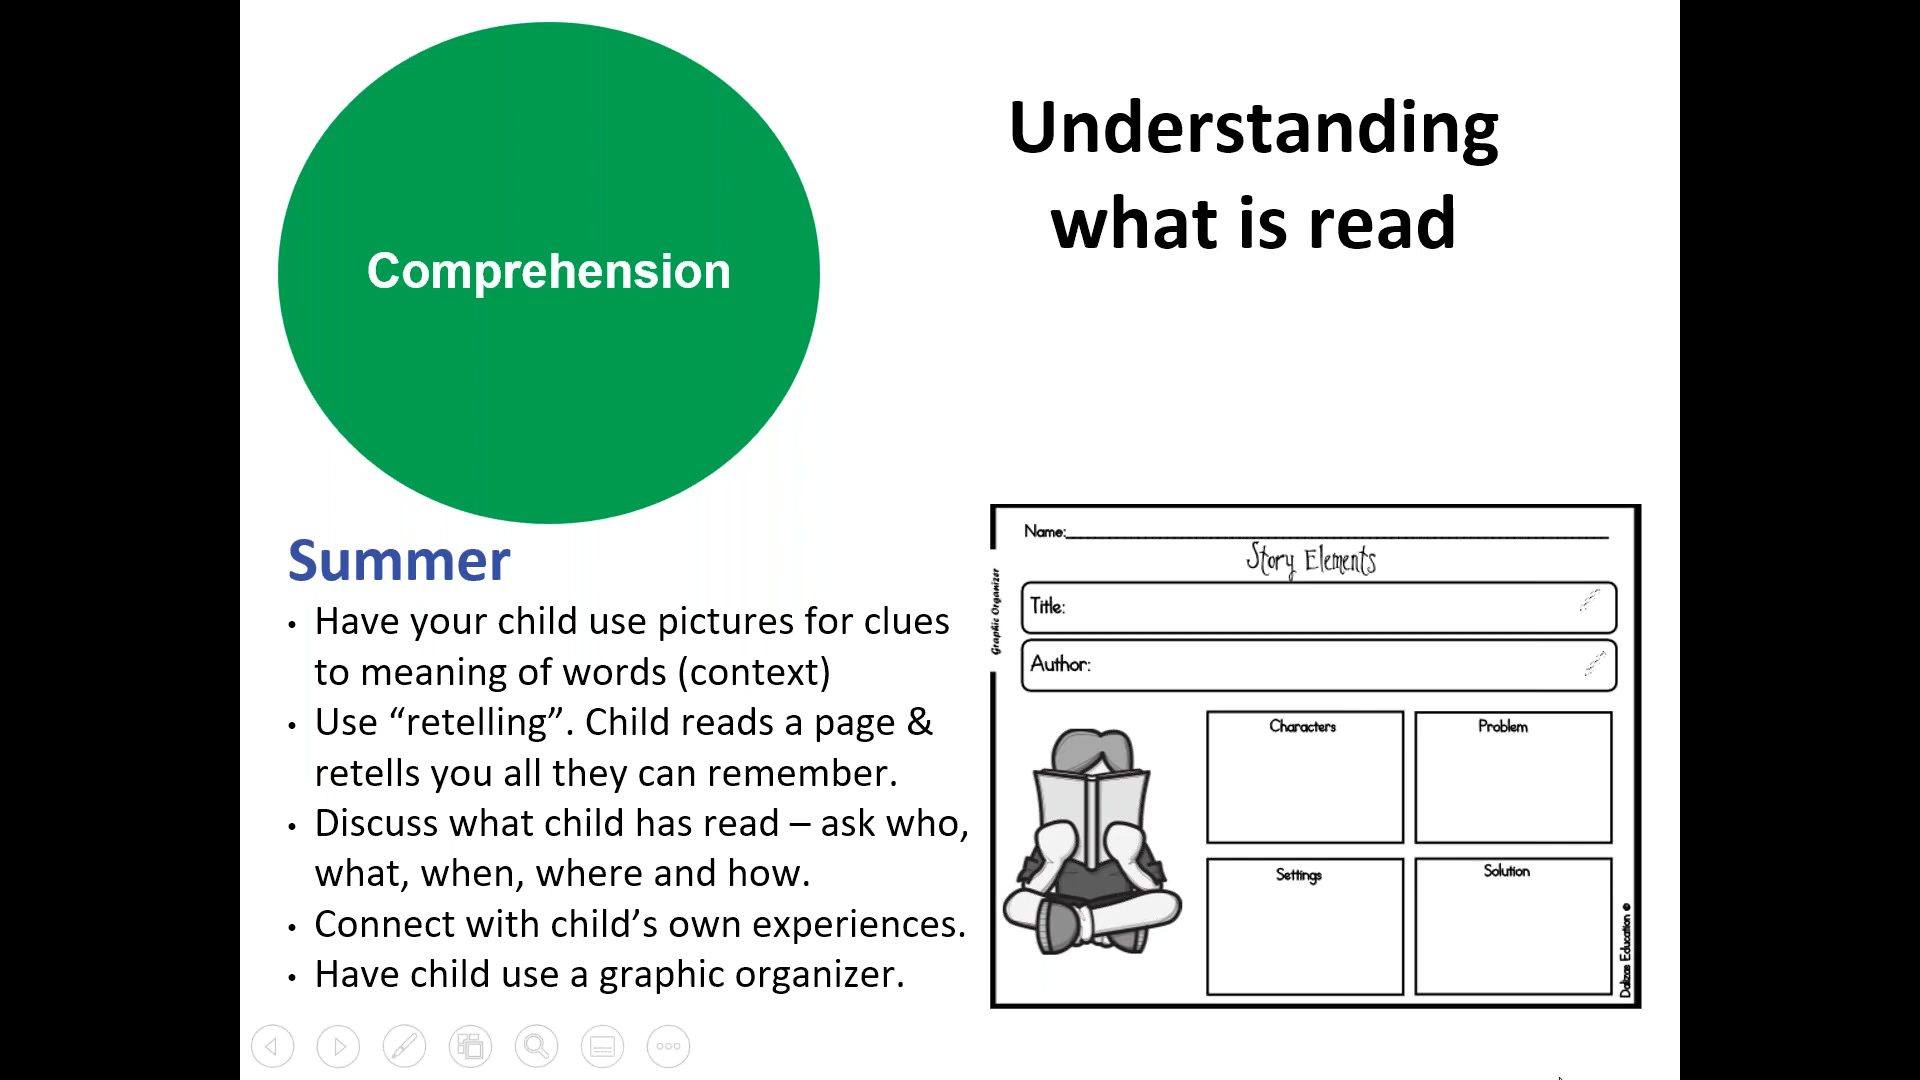 Comprehension
Understanding
what is read
Summer
• Have your child use pictures for clues
to meaning of words (context)
• Use “retelling”. Child reads a page &
retells you all they can remember.
• Discuss what child has read – ask who,
what, when, where and how.
• Connect with child’s own experiences.
• Have child use a graphic organizer.
Name:
Story Elements
Graphic Organizer
Title:
Author:
Characters
Problem
Settings
Solution
Education ©